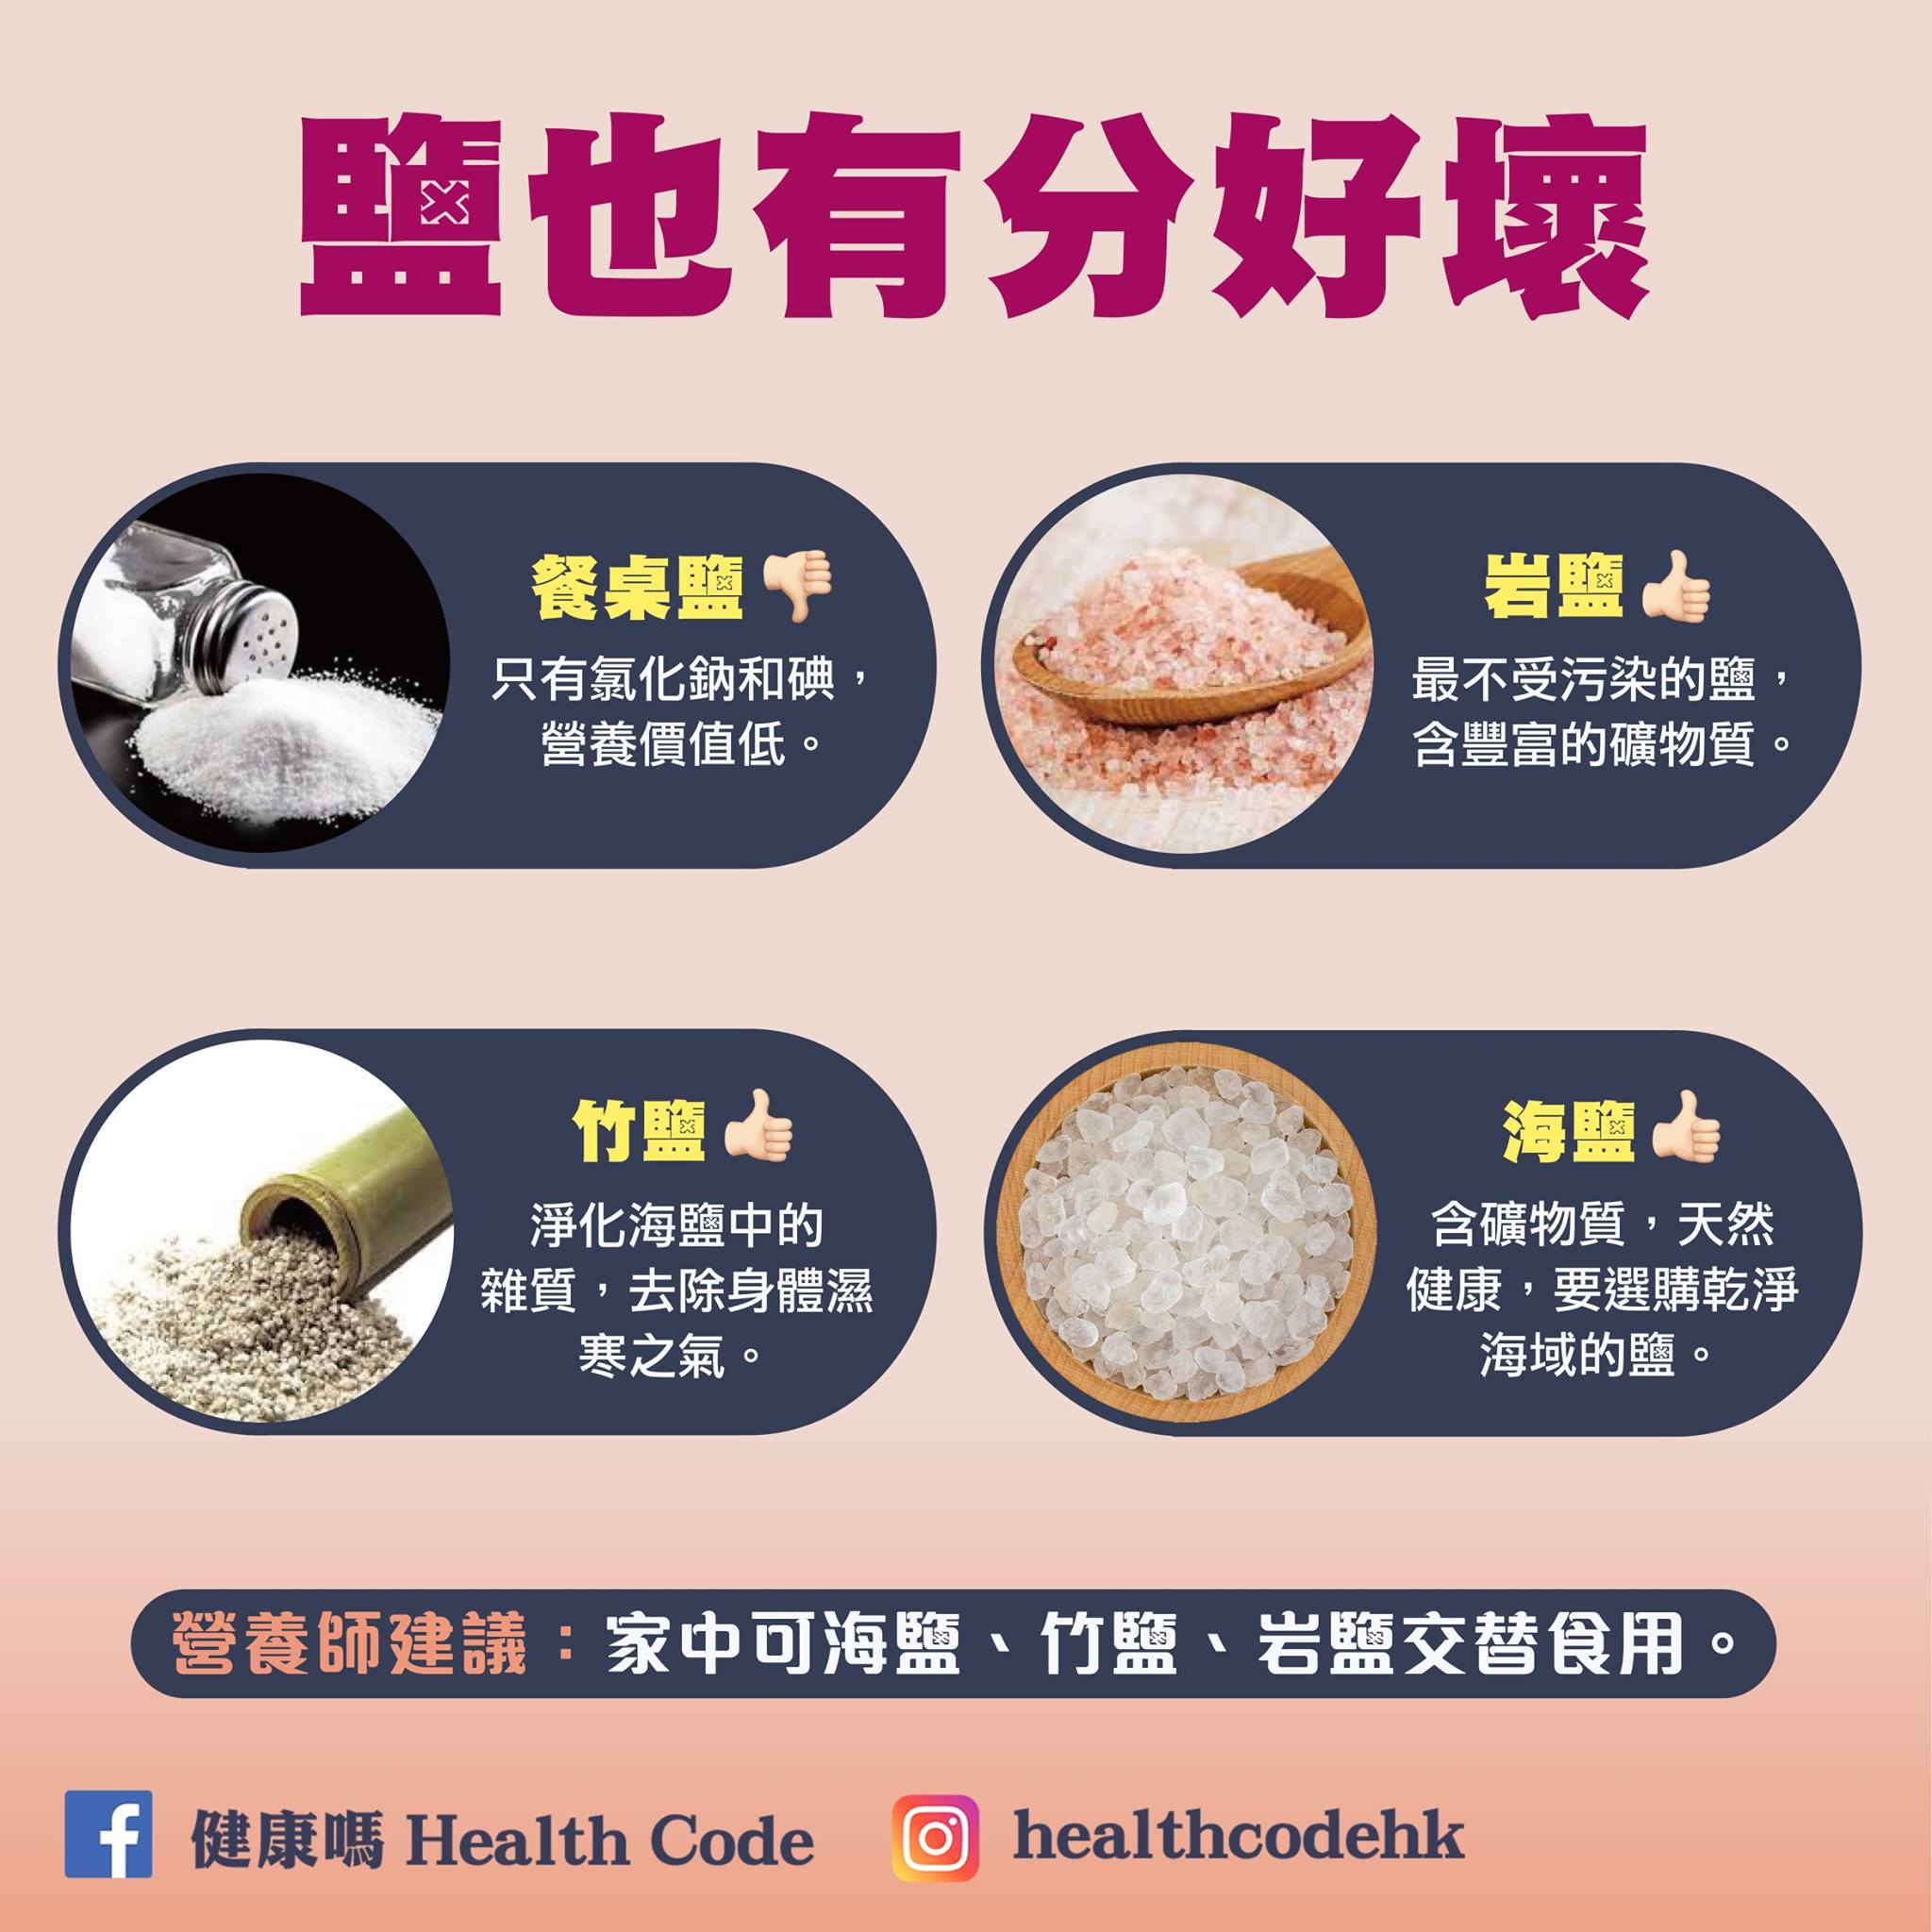 鹽也有分好壞
餐桌鹽👎🏻
只有氯化鈉和碘，
營養價值低。
岩鹽👍🏻
最不受污染的鹽，
含豐富的礦物質。
竹鹽👍🏻
淨化海鹽中的
雜質，去除身體濕
寒之氣。
海鹽👍🏻
含礦物質，天然
健康，要選購乾淨
海域的鹽。
營養師建議：家中可海鹽、竹鹽、岩鹽交替食用。
健康嗎 Health Code
healthcodehk